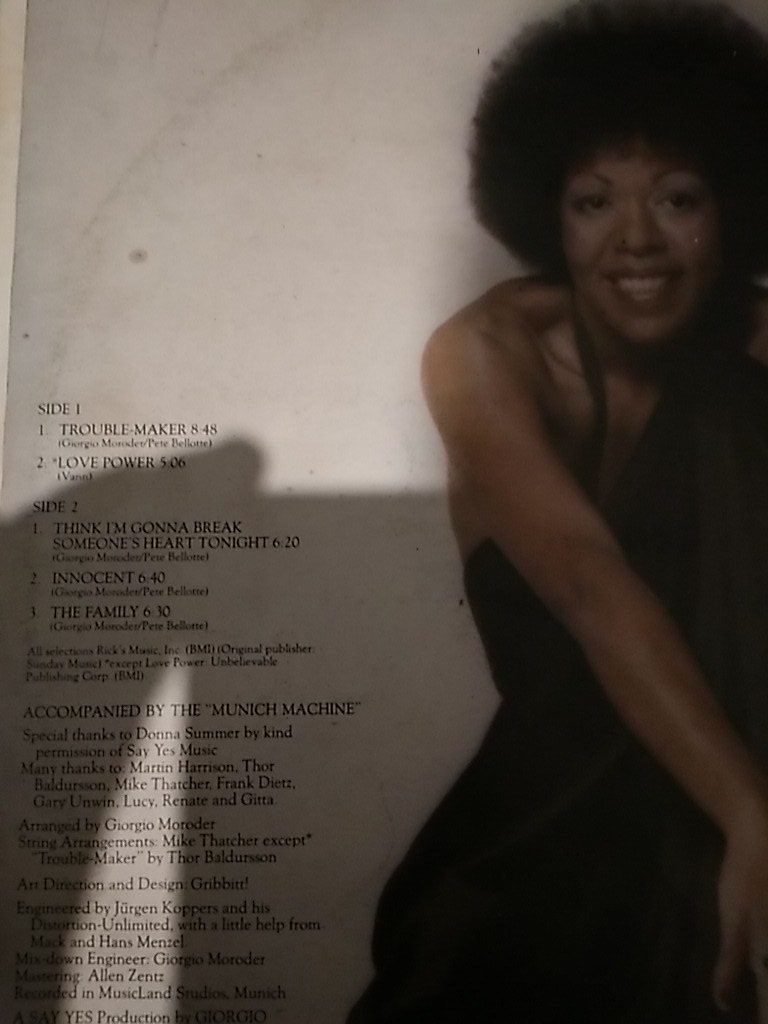 SIDE 1
1. TROUBLE-MAKER 8:48
(Giorgio Moroder/Pete Bellotte)
2. *LOVE POWER 5:06
(Vann)
SIDE 2
1. THINK I'M GONNA BREAK
SOMEONE'S HEART TONIGHT 6:20
(Giorgio Moroder/Pete Bellotte)
2. INNOCENT 6:40
(Giorgio Moroder/Pete Bellotte)
3. THE FAMILY 6:30
(Giorgio Moroder/Pete Bellotte)
All selections Rick's Music, Inc. (BMI) (Original publisher:
Sunday Music) *except Love Power: Unbelievable
Publishing Corp. (BMI)
ACCOMPANIED BY THE "MUNICH MACHINE"
Special thanks to Donna Summer by kind
permission of Say Yes Music
Many thanks to: Martin Harrison, Thor
Baldursson, Mike Thatcher, Frank Dietz,
Gary Unwin, Lucy, Renate and Gitta.
Arranged by Giorgio Moroder
String Arrangements: Mike Thatcher except*
"Trouble-Maker" by Thor Baldursson
Art Direction and Design: Gribbitt!
Engineered by Jürgen Koppers and his
Distortion-Unlimited, with a little help from
Mack and Hans Menzel
Mix-down Engineer: Giorgio Moroder
Mastering: Allen Zentz
Recorded in MusicLand Studios, Munich
A SAY YES Production by GIORGIO